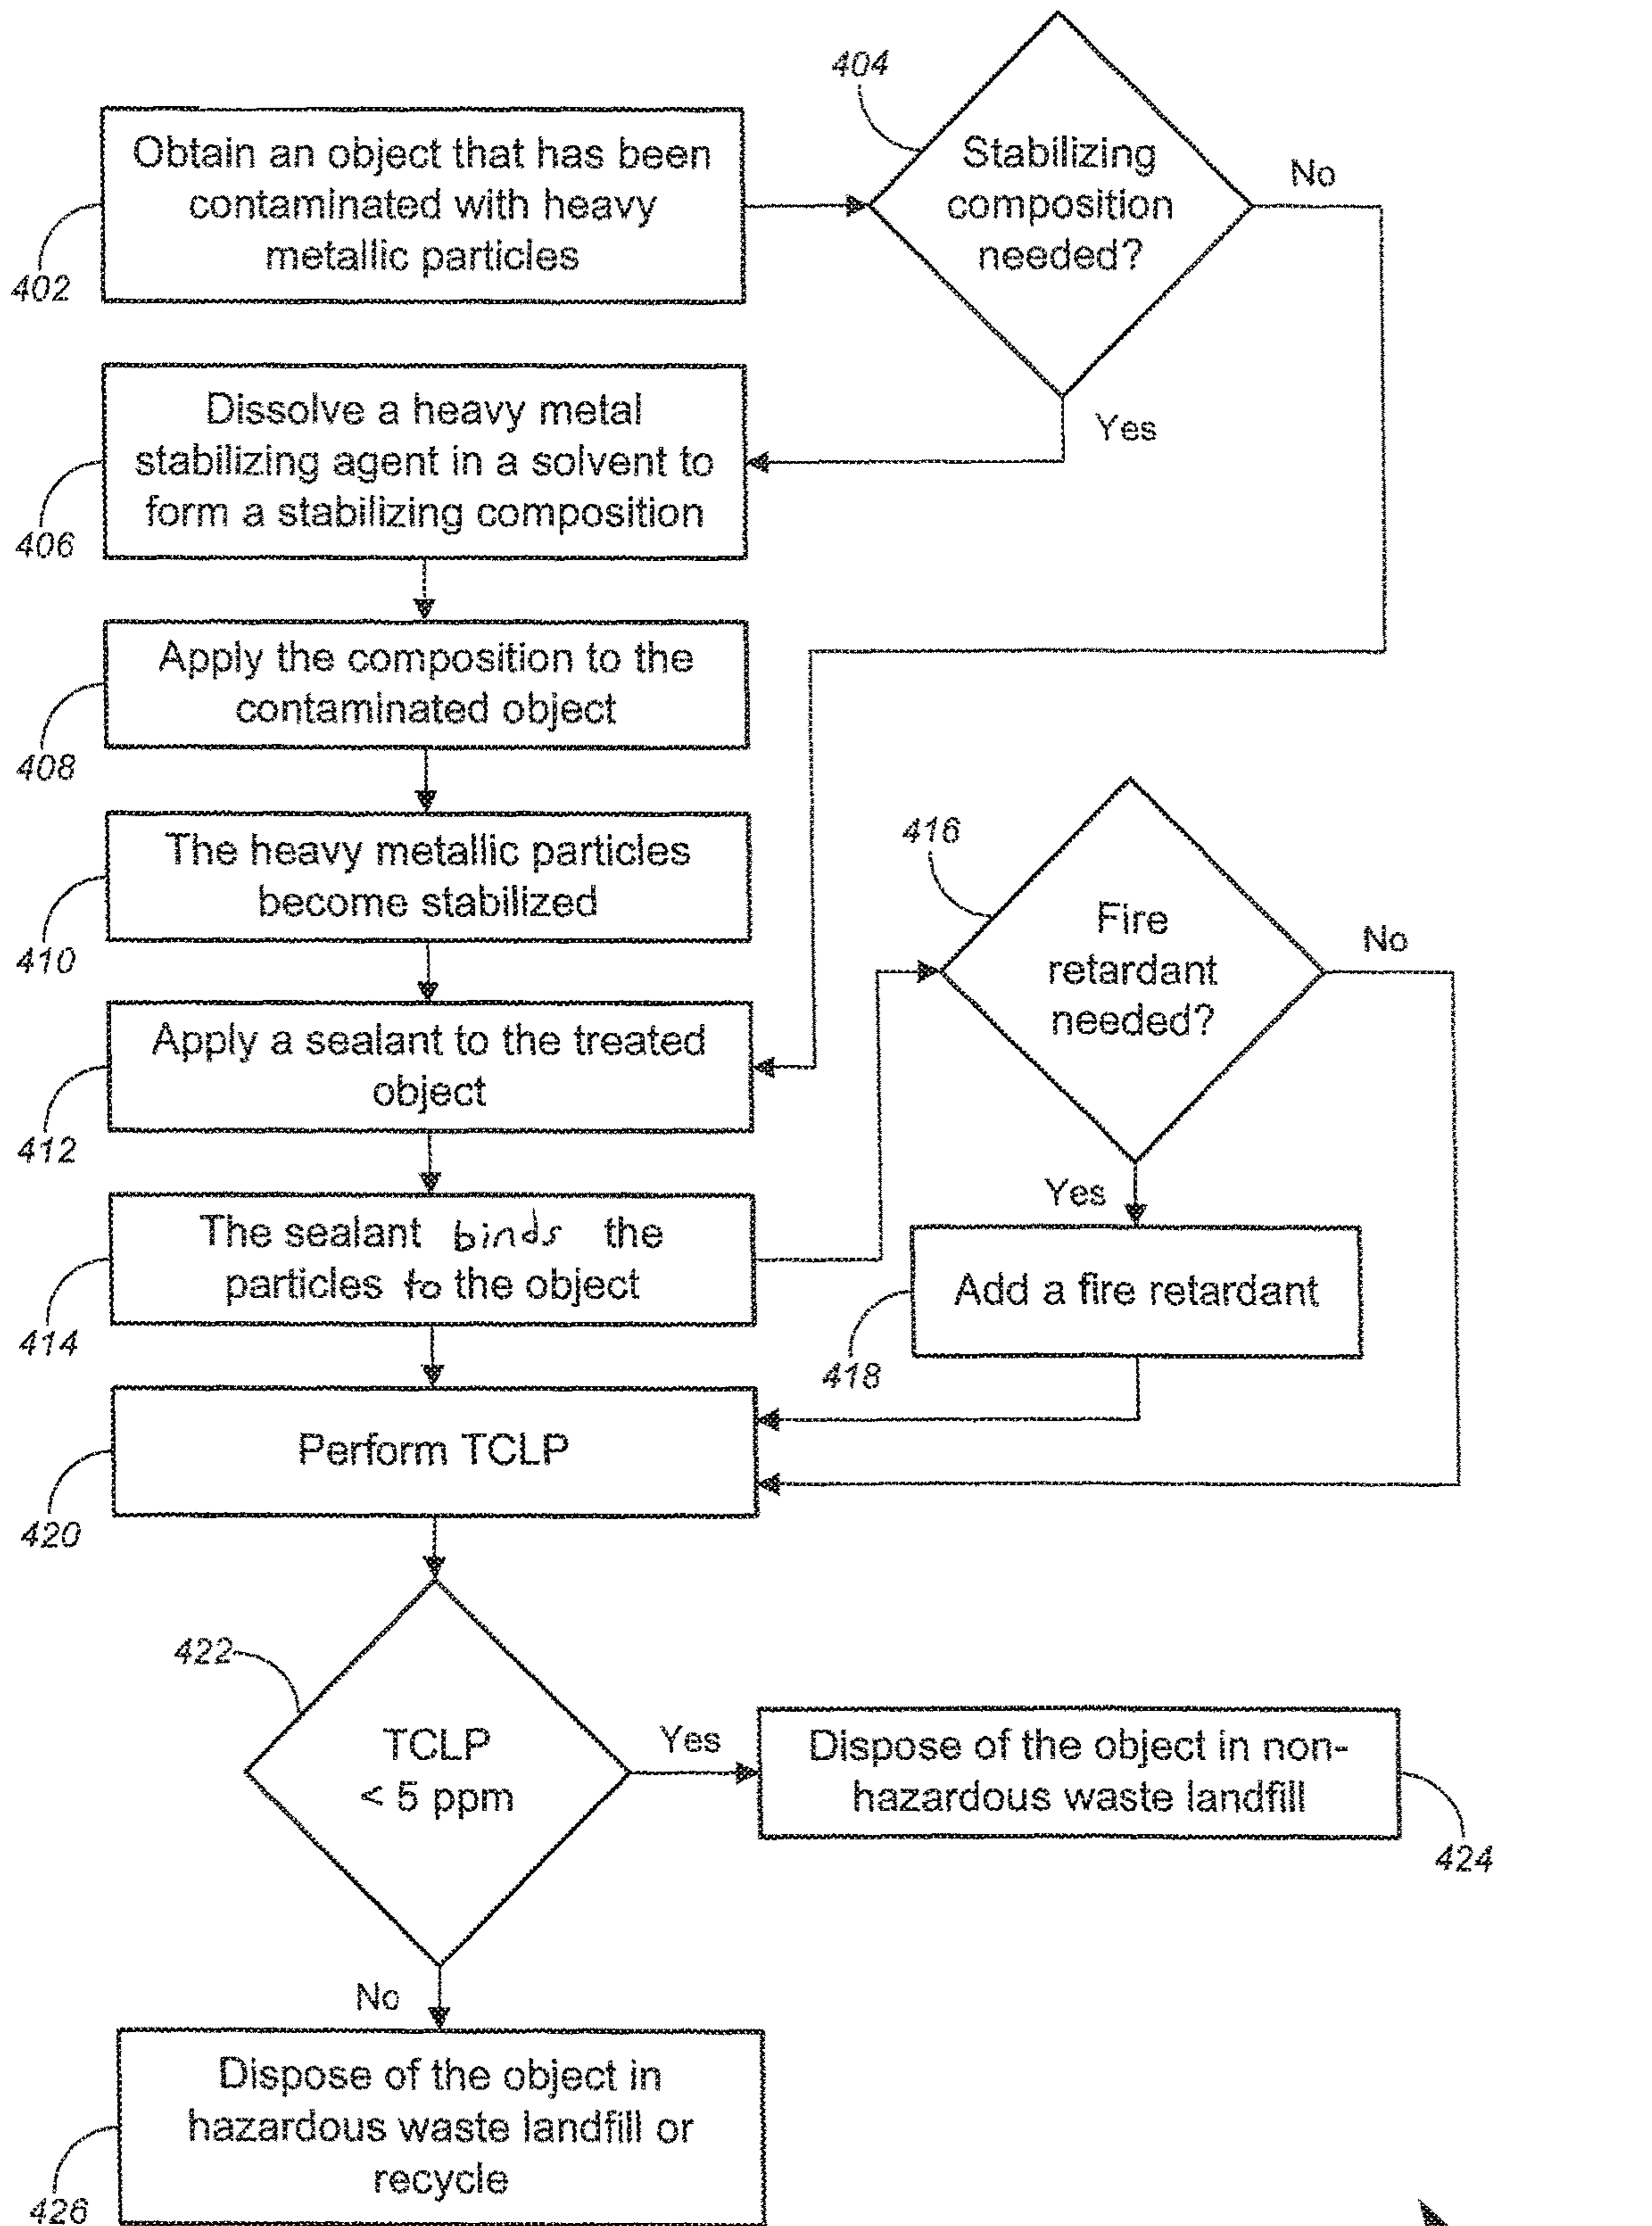 404
Obtain an object that has been
contaminated with heavy
metallic particles
402
Stabilizing
composition
needed?
No
Yes
Dissolve a heavy metal
stabilizing agent in a solvent to
form a stabilizing composition
406
Apply the composition to the
contaminated object
408
The heavy metallic particles
become stabilized
410
416
Fire
retardant
needed?
No
Yes
Apply a sealant to the treated
object
412
The sealant binds the
particles to the object
414
Add a fire retardant
418
Perform TCLP
420
422
TCLP
< 5 ppm
Yes
Dispose of the object in non-
hazardous waste landfill
424
No
Dispose of the object in
hazardous waste landfill or
recycle
426